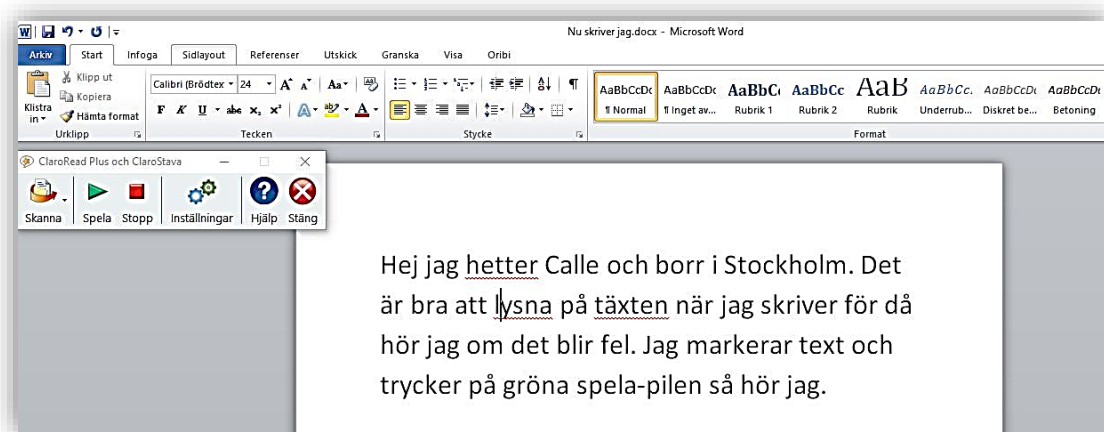 Nu skriver jag.docx - Microsoft Word
Arkiv Start Infoga Sidlayout Referenser Utskick Granska Visa Oribi
Klistra in
Klipp ut
Kopiera
Hämta format
Urklipp
Calibri (Brödtex 24 A A Aa
F K U abc x, x² A ab A
Tecken
Stycke
AaBbCcDc AaBbCcDc AaBbCc AaBbCc AaB AaBbCc. AaBbCcDc AaBbCcDc
¶ Normal ¶ Inget av... Rubrik 1 Rubrik 2 Rubrik Underrub... Diskret be... Betoning
Format
ClaroRead Plus och ClaroStava
Skanna Spela Stopp Inställningar Hjälp Stäng
Hej jag hetter Calle och borr i Stockholm. Det
är bra att lysna på täxten när jag skriver för då
hör jag om det blir fel. Jag markerar text och
trycker på gröna spela-pilen så hör jag.